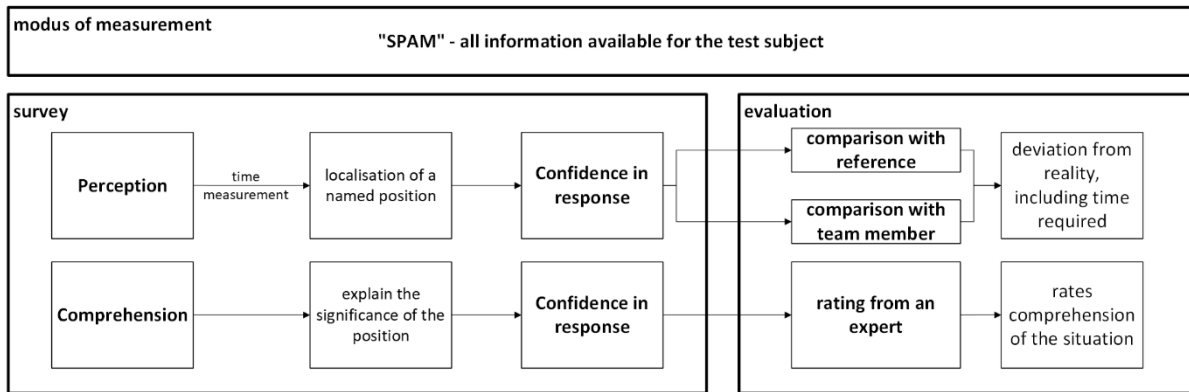 modus of measurement
"SPAM" - all information available for the test subject
survey
Perception
time
measurement
localisation of a
named position
Confidence in
response
Comprehension
explain the
significance of the
position
Confidence in
response
evaluation
comparison with
reference
comparison with
team member
deviation from
reality,
including time
required
rating from an
expert
rates
comprehension
of the situation